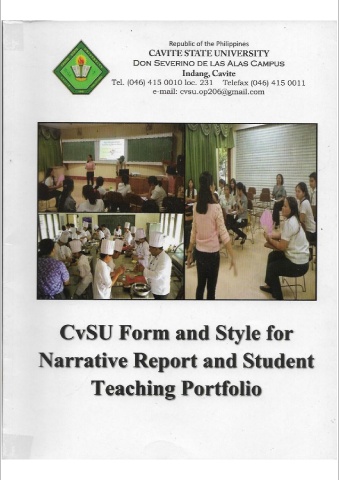 Republic of the Philippines
CAVITE STATE UNIVERSITY
DON SEVERINO DE LAS ALAS CAMPUS
Indang, Cavite
Tel. (046) 415 0010 loc. 231 Telefax (046) 415 0011
e-mail: cvsu.op206@gmail.com
CvSU Form and Style for
Narrative Report and Student
Teaching Portfolio